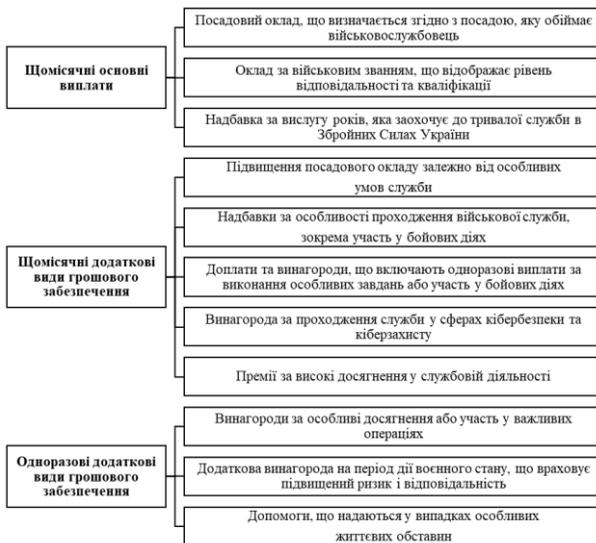 Щомісячні основні
виплати
Посадовий оклад, що визначається згідно з посадою, яку обіймає
військовослужбовець
Оклад за військовим званням, що відображає рівень
відповідальності та кваліфікації
Надбавка за вислугу років, яка заохочує до тривалої служби в
Збройних Силах України
Щомісячні додаткові
види грошового
забезпечення
Підвищення посадового окладу залежно від особливих
умов служби
Надбавки за особливості проходження військової служби,
зокрема участь у бойових діях
Доплати та винагороди, що включають одноразові виплати за
виконання особливих завдань або участь у бойових діях
Винагорода за проходження служби у сферах кібербезпеки та
кіберзахисту
Премії за високі досягнення у службовій діяльності
Одноразові додаткові
види грошового
забезпечення
Винагороди за особливі досягнення або участь у важливих
операціях
Додаткова винагорода на період дії воєнного стану, що враховує
підвищений ризик і відповідальність
Допомоги, що надаються у випадках особливих
життєвих обставин